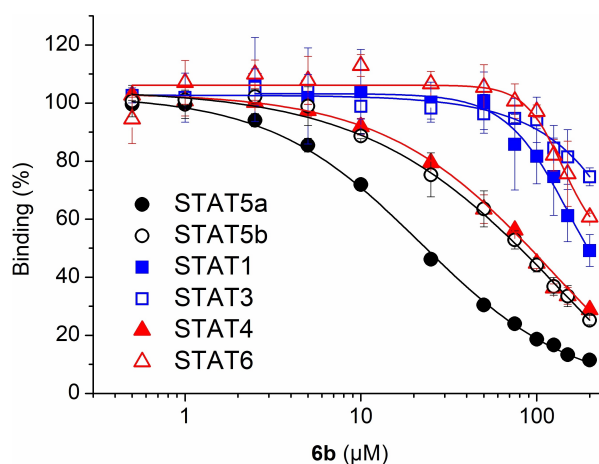 120
100
80
60
40
20
0
Binding (%)
STAT5a
STAT5b
STAT1
STAT3
STAT4
STAT6
1
10
100
6b (µM)